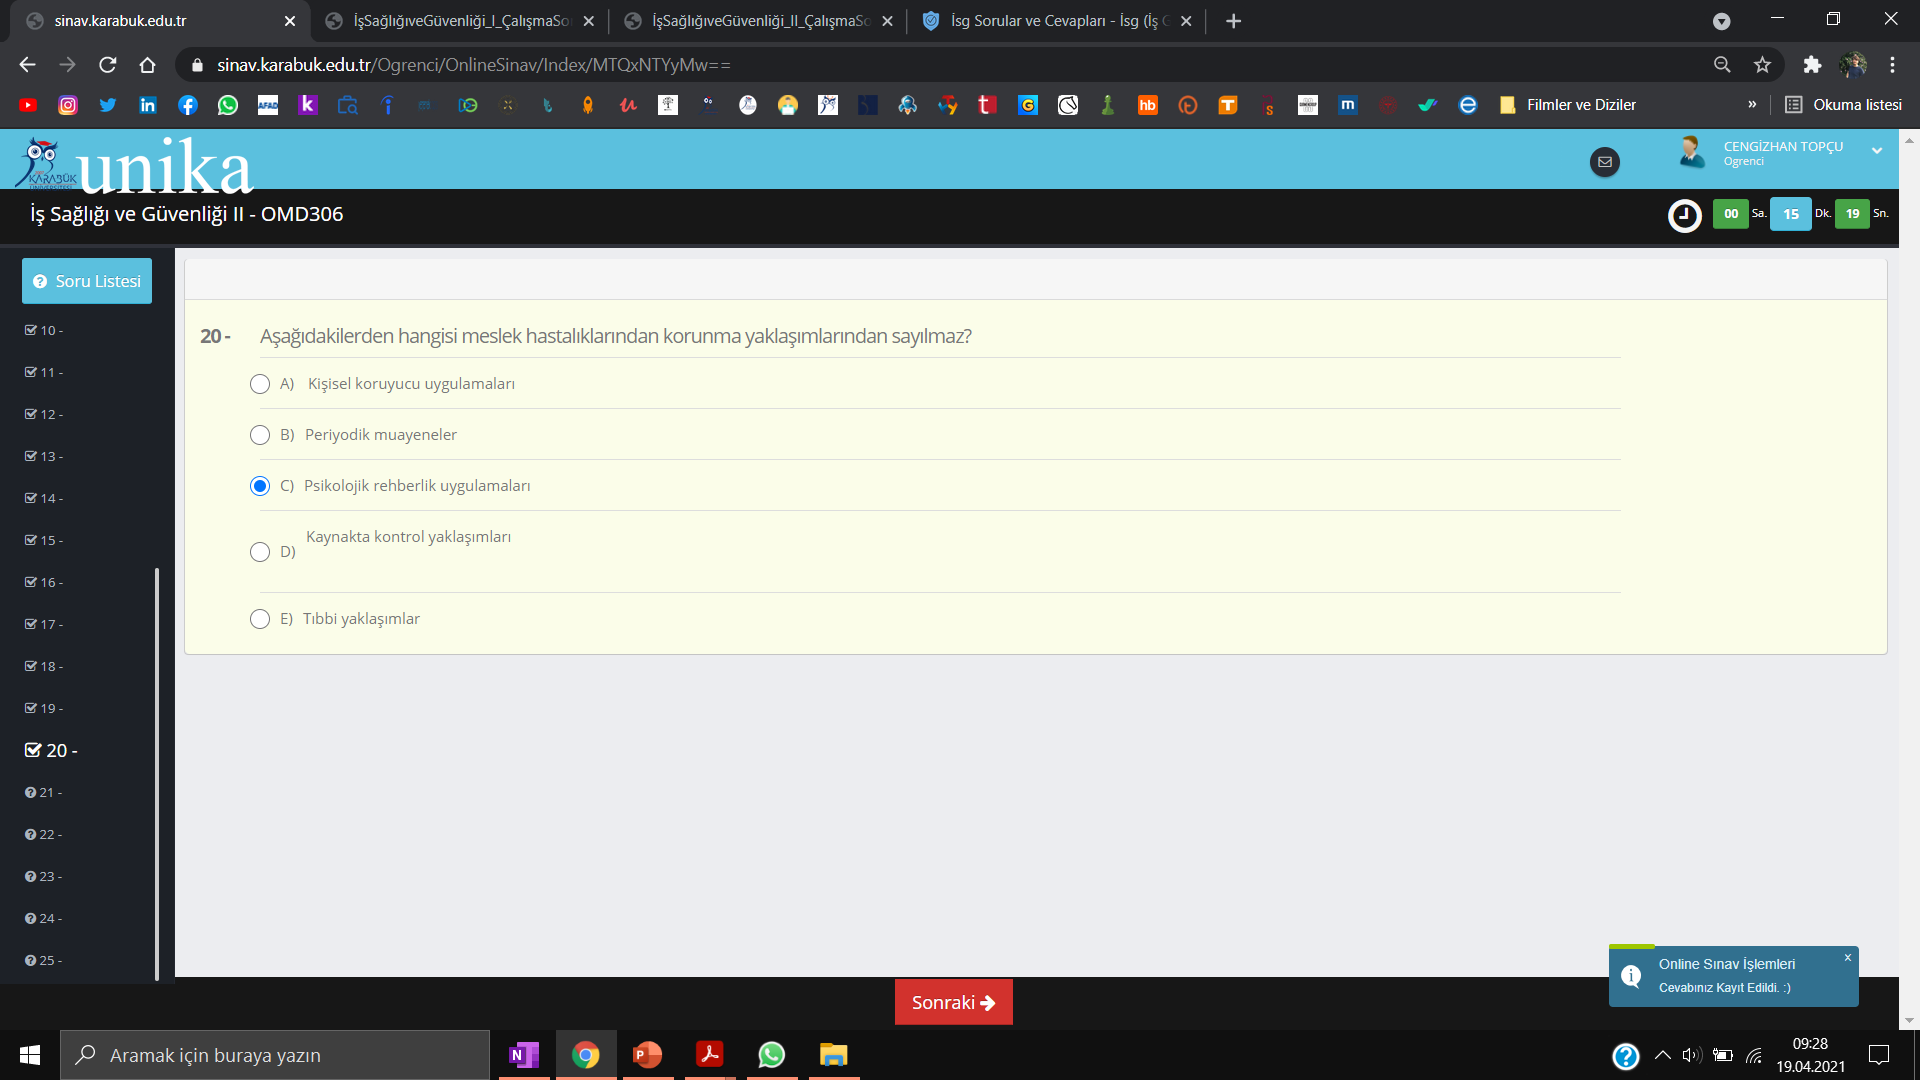 sinav.karabuk.edu.tr
İşSağlığıveGüvenliği_I_ÇalışmaSo
İşSağlığıveGüvenliği_II_ÇalışmaSo
İsg Sorular ve Cevapları - İsg (İş G
sinav.karabuk.edu.tr/Ogrenci/OnlineSinav/Index/MTQxNTYyMw==
AFAD
Filmler ve Diziler
»
Okuma listesi
KARABÜK
unika
CENGİZHAN TOPÇU
Ogrenci
İş Sağlığı ve Güvenliği II - OMD306
00 Sa. 15 Dk. 19 Sn.
Soru Listesi
10 -
11 -
12 -
13 -
14 -
15 -
16 -
17 -
18 -
19 -
20 -
21 -
22 -
23 -
24 -
25 -
20 - Aşağıdakilerden hangisi meslek hastalıklarından korunma yaklaşımlarından sayılmaz?
A) Kişisel koruyucu uygulamaları
B) Periyodik muayeneler
C) Psikolojik rehberlik uygulamaları
D) Kaynakta kontrol yaklaşımları
E) Tıbbi yaklaşımlar
Online Sınav İşlemleri
Cevabınız Kayıt Edildi. :)
Sonraki
Aramak için buraya yazın
09:28
19.04.2021